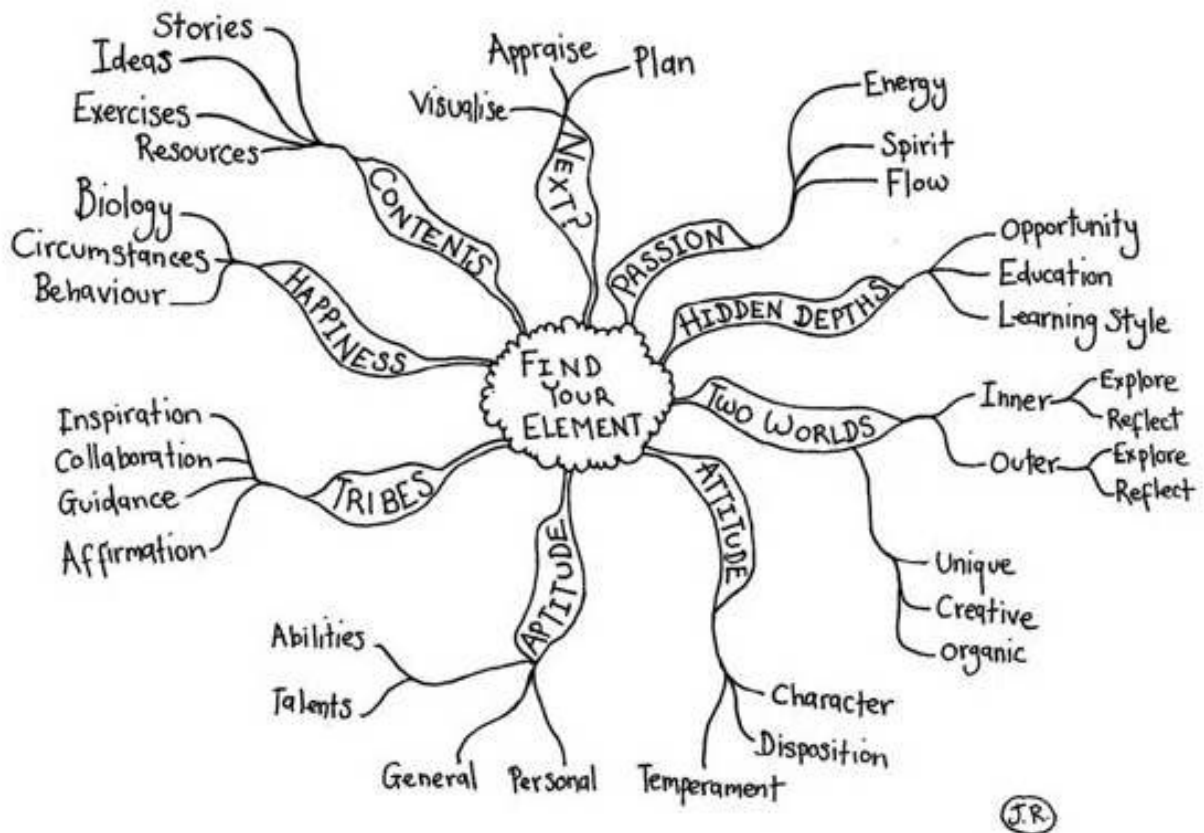 FIND
YOUR
ELEMENT
CONTENTS
Stories
Ideas
Exercises
Resources
NEXT?
Visualise
Appraise
Plan
PASSION
Energy
Spirit
Flow
HIDDEN DEPTHS
Opportunity
Education
Learning Style
TWO WORLDS
Inner
Explore
Reflect
Outer
Explore
Reflect
Unique
Creative
Organic
ATTITUDE
Character
Disposition
Temperament
APTITUDE
Abilities
Talents
General
Personal
TRIBES
Inspiration
Collaboration
Guidance
Affirmation
HAPPINESS
Biology
Circumstances
Behaviour
J.R.